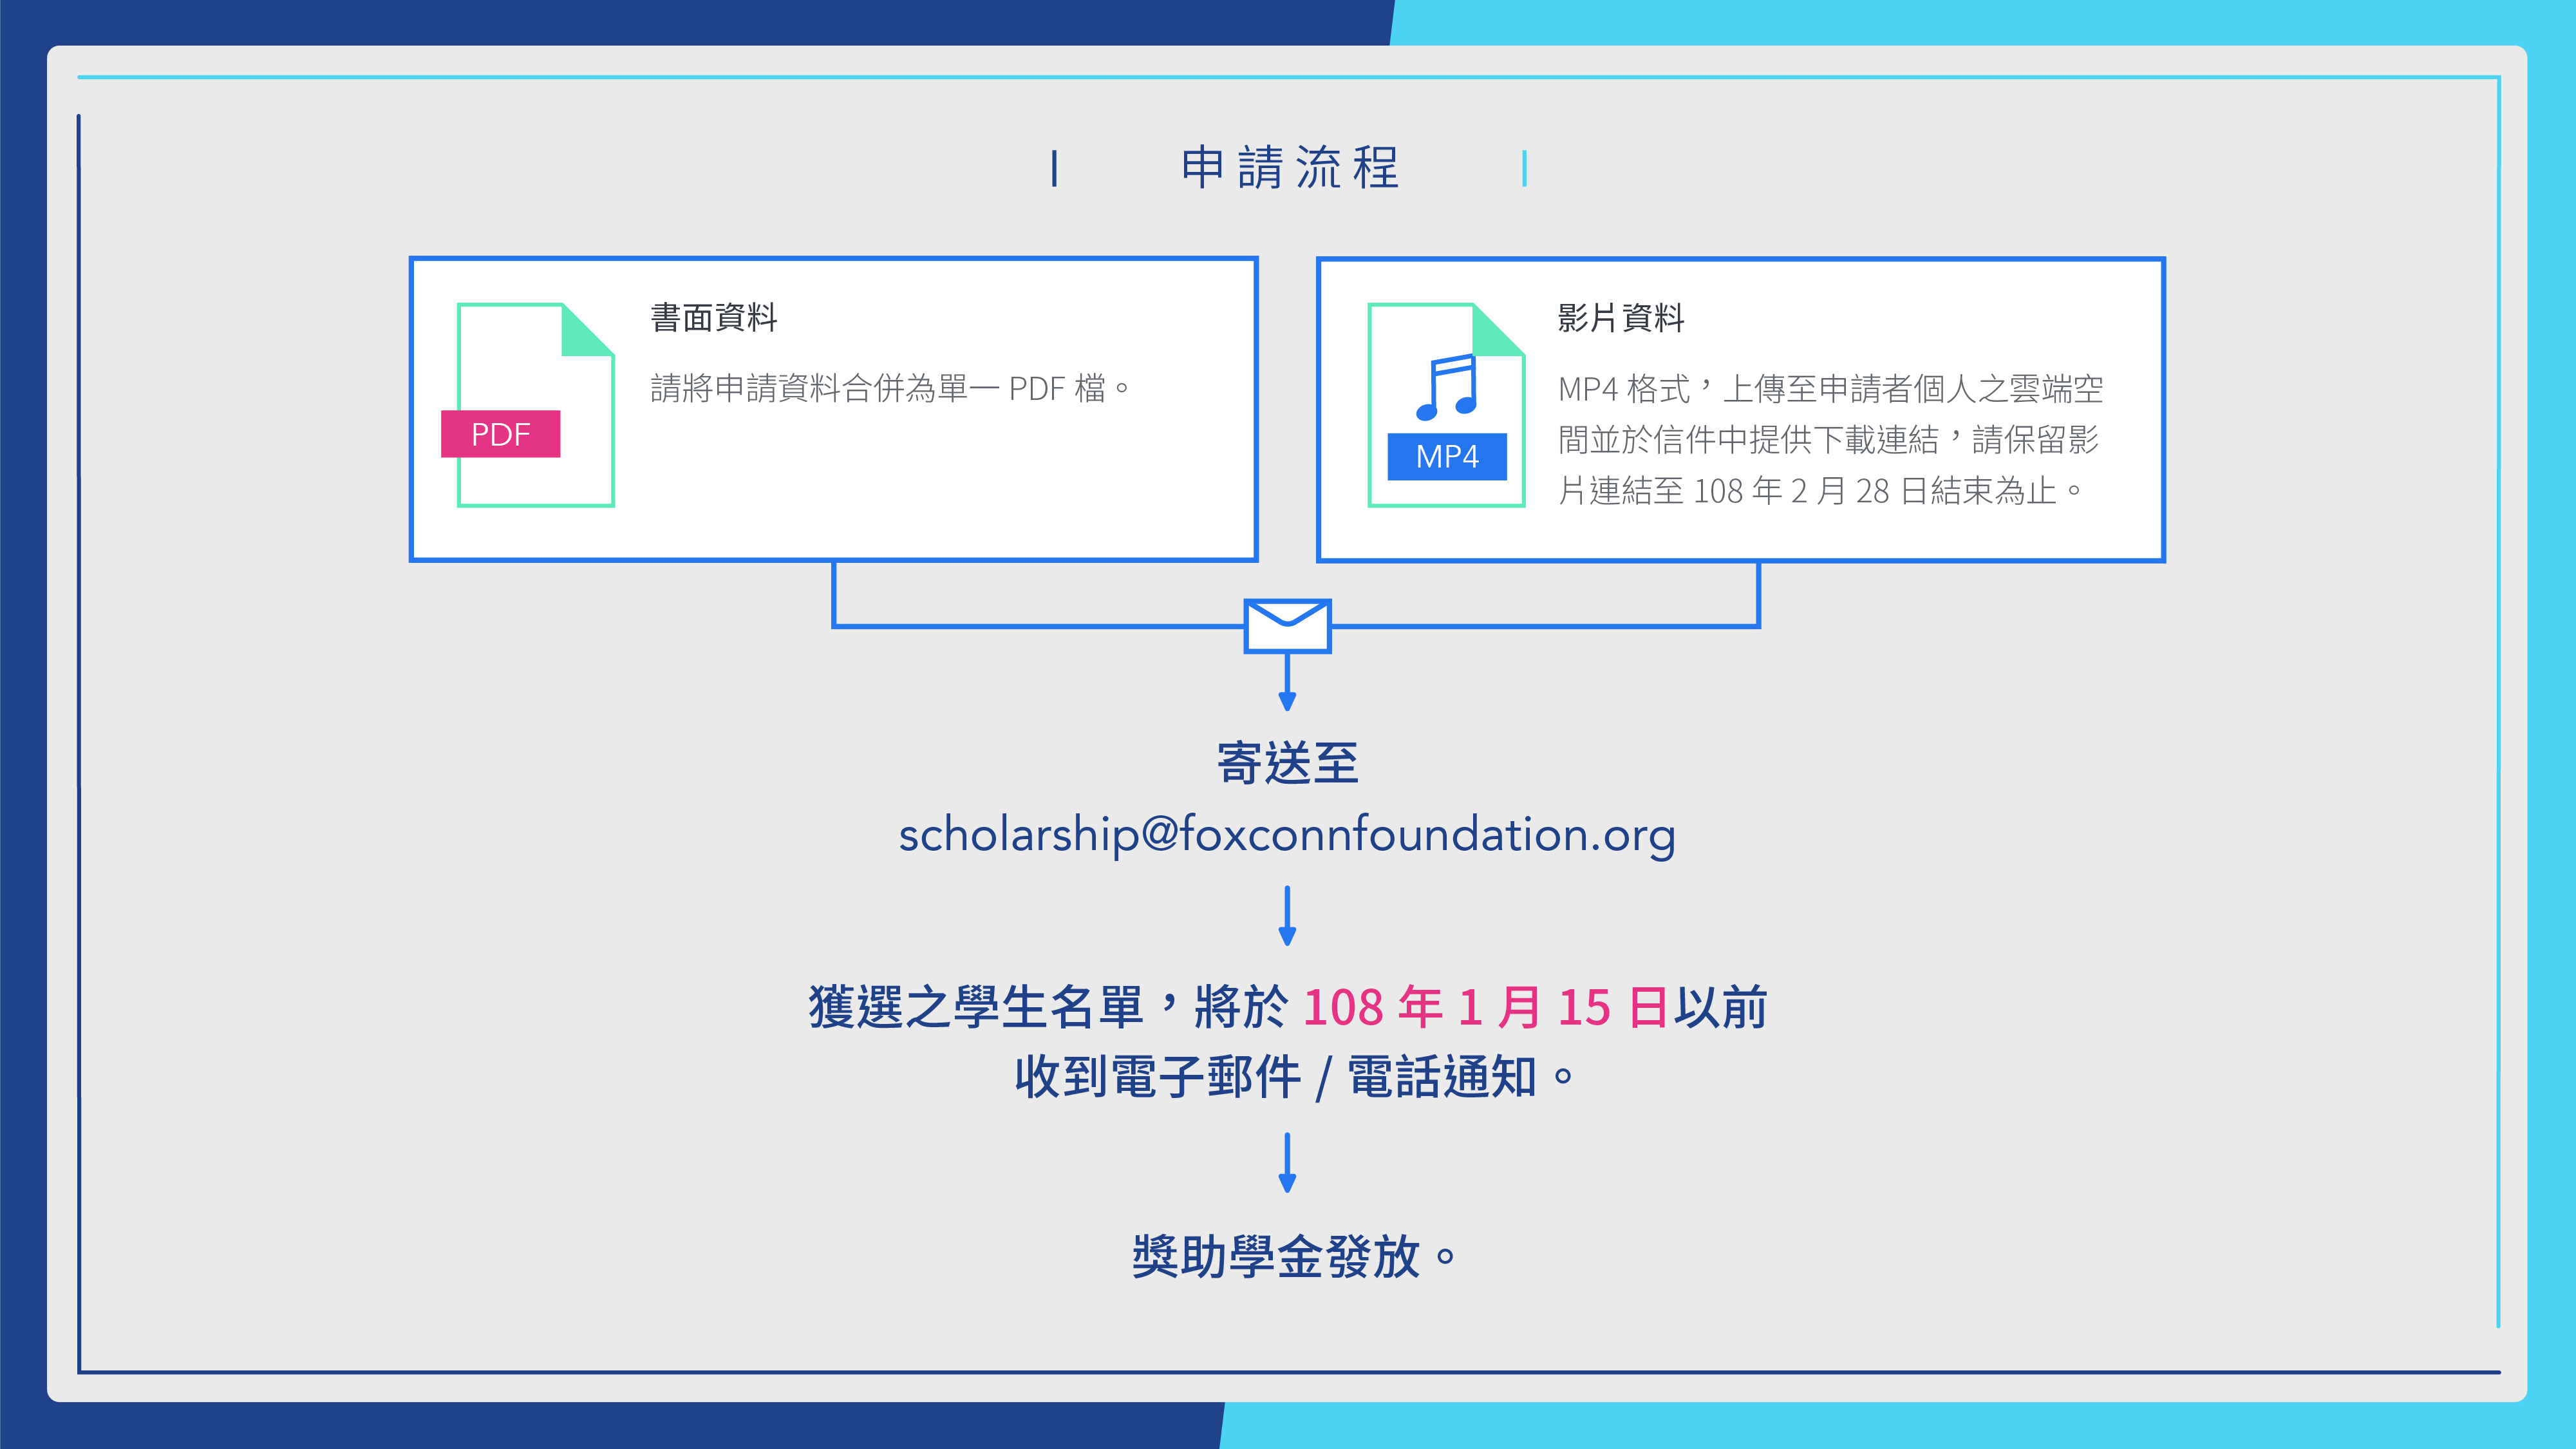 申請流程
書面資料
請將申請資料合併為單一 PDF 檔。
PDF
影片資料
MP4 格式，上傳至申請者個人之雲端空
間並於信件中提供下載連結，請保留影
片連結至 108 年 2 月 28 日結束為止。
MP4
寄送至
scholarship@foxconnfoundation.org
獲選之學生名單，將於 108 年 1 月 15 日以前
收到電子郵件 / 電話通知。
獎助學金發放。